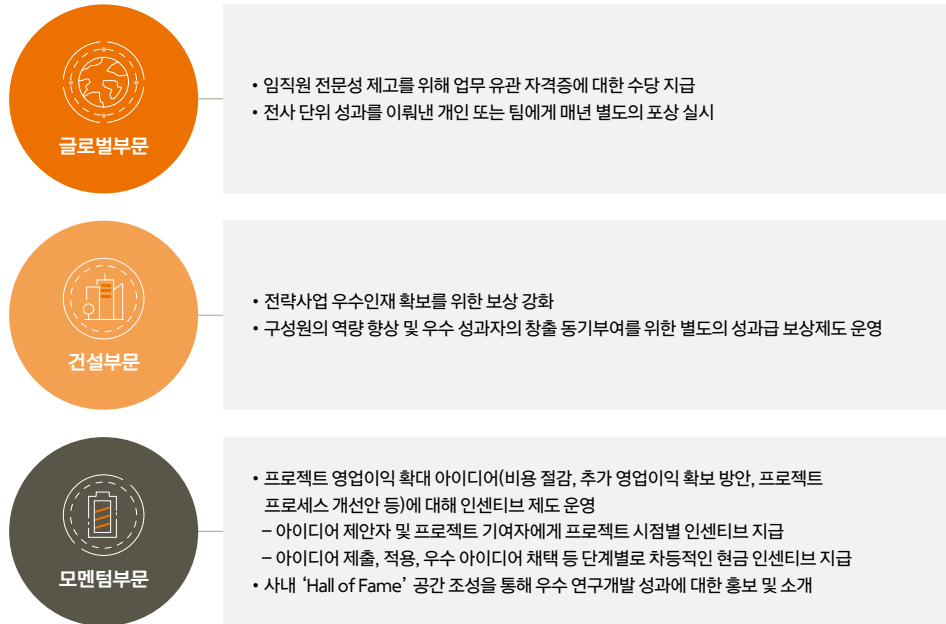 글로벌부문
• 임직원 전문성 제고를 위해 업무 유관 자격증에 대한 수당 지급
• 전사 단위 성과를 이뤄낸 개인 또는 팀에게 매년 별도의 포상 실시
건설부문
• 전략사업 우수인재 확보를 위한 보상 강화
• 구성원의 역량 향상 및 우수 성과자의 창출 동기부여를 위한 별도의 성과급 보상제도 운영
모멘텀부문
• 프로젝트 영업이익 확대 아이디어(비용 절감, 추가 영업이익 확보 방안, 프로젝트
프로세스 개선안 등)에 대해 인센티브 제도 운영
– 아이디어 제안자 및 프로젝트 기여자에게 프로젝트 시점별 인센티브 지급
– 아이디어 제출, 적용, 우수 아이디어 채택 등 단계별로 차등적인 현금 인센티브 지급
• 사내 ‘Hall of Fame’ 공간 조성을 통해 우수 연구개발 성과에 대한 홍보 및 소개